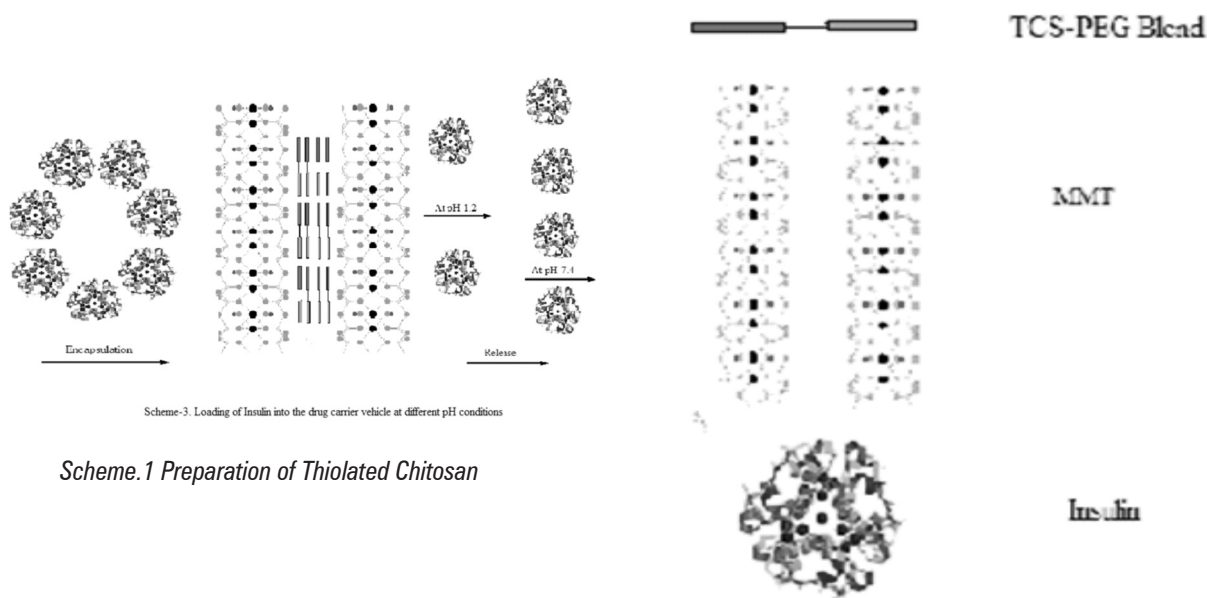 TCS-PEG Blend
At pH 1.2
At pH 7.4
MMT
Encapsulation
Release
Scheme-3. Loading of Insulin into the drug carrier vehicle at different pH conditions
Scheme.1 Preparation of Thiolated Chitosan
Insulin